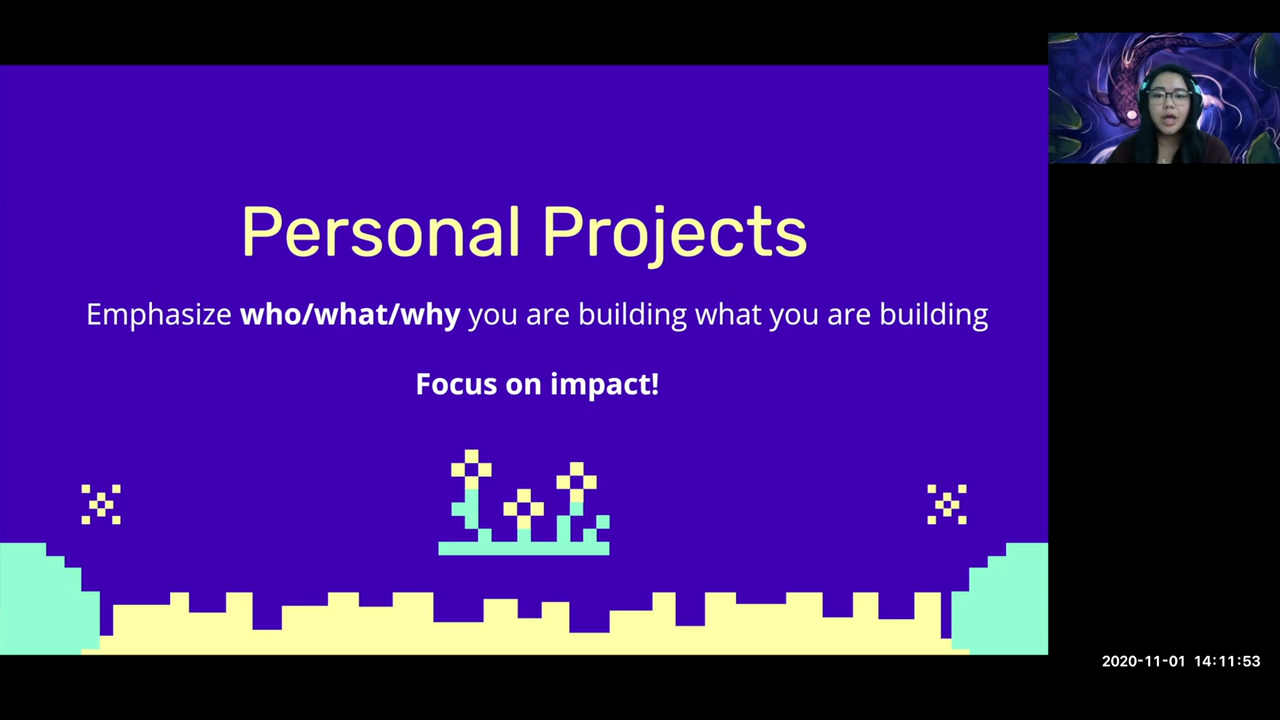 Personal Projects
Emphasize who/what/why you are building what you are building
Focus on impact!
2020-11-01 14:11:53